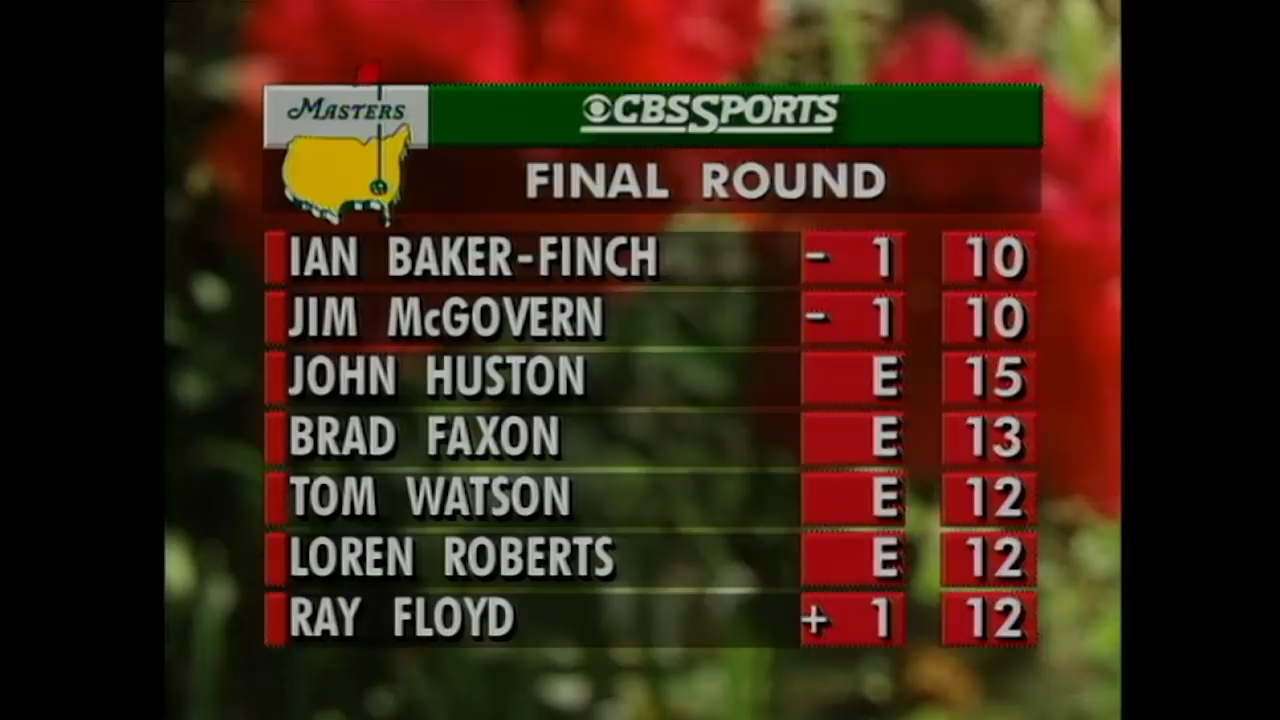 MASTERS
CBS SPORTS
FINAL ROUND
IAN BAKER-FINCH - 1 10
JIM McGOVERN - 1 10
JOHN HUSTON E 15
BRAD FAXON E 13
TOM WATSON E 12
LOREN ROBERTS E 12
RAY FLOYD + 1 12